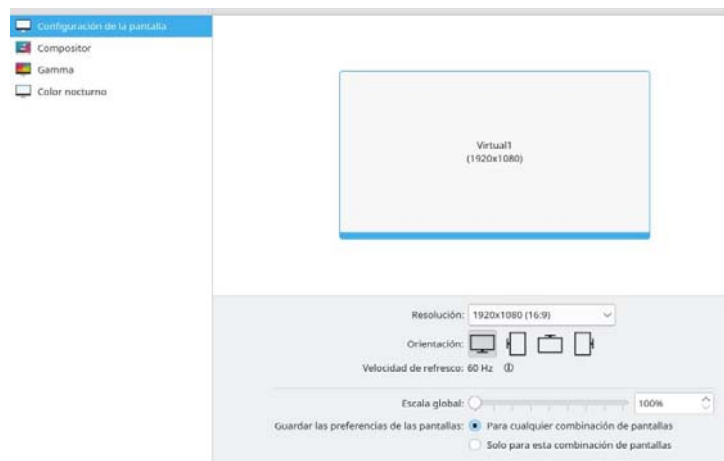 Configuración de la pantalla
Compositor
Gamma
Color nocturno
Virtual1
(1920x1080)
Resolución: 1920x1080 (16:9)
Orientación:
Velocidad de refresco: 60 Hz
Escala global: 100%
Guardar las preferencias de las pantallas: Para cualquier combinación de pantallas
Solo para esta combinación de pantallas